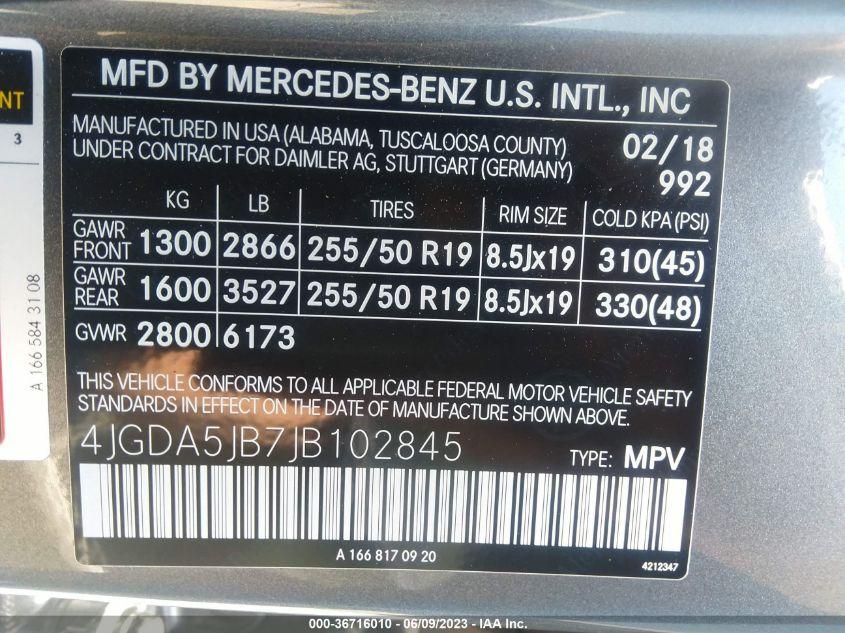 NT
3
A 166 584 31 08
MFD BY MERCEDES-BENZ U.S. INTL., INC
MANUFACTURED IN USA (ALABAMA, TUSCALOOSA COUNTY) 02/18
UNDER CONTRACT FOR DAIMLER AG, STUTTGART (GERMANY) 992
KG LB TIRES RIM SIZE COLD KPA(PSI)
GAWR FRONT 1300 2866 255/50 R19 8.5Jx19 310(45)
GAWR REAR 1600 3527 255/50 R19 8.5Jx19 330(48)
GVWR 2800 6173
THIS VEHICLE CONFORMS TO ALL APPLICABLE FEDERAL MOTOR VEHICLE SAFETY
STANDARDS IN EFFECT ON THE DATE OF MANUFACTURE SHOWN ABOVE.
4JGDA5JB7JB102845 TYPE: MPV
A 166 817 09 20
4212347
000-36716010 - 06/09/2023 - IAA Inc.